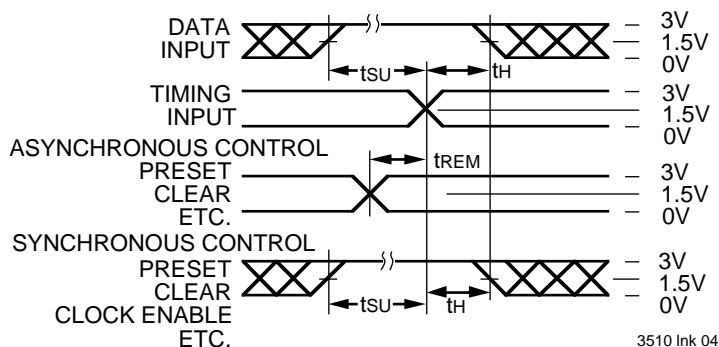 DATA
INPUT
3V
1.5V
0V
tSU
tH
TIMING
INPUT
3V
1.5V
0V
ASYNCHRONOUS CONTROL
PRESET
CLEAR
ETC.
tREM
3V
1.5V
0V
SYNCHRONOUS CONTROL
PRESET
CLEAR
CLOCK ENABLE
ETC.
tSU
tH
3V
1.5V
0V
3510 lnk 04